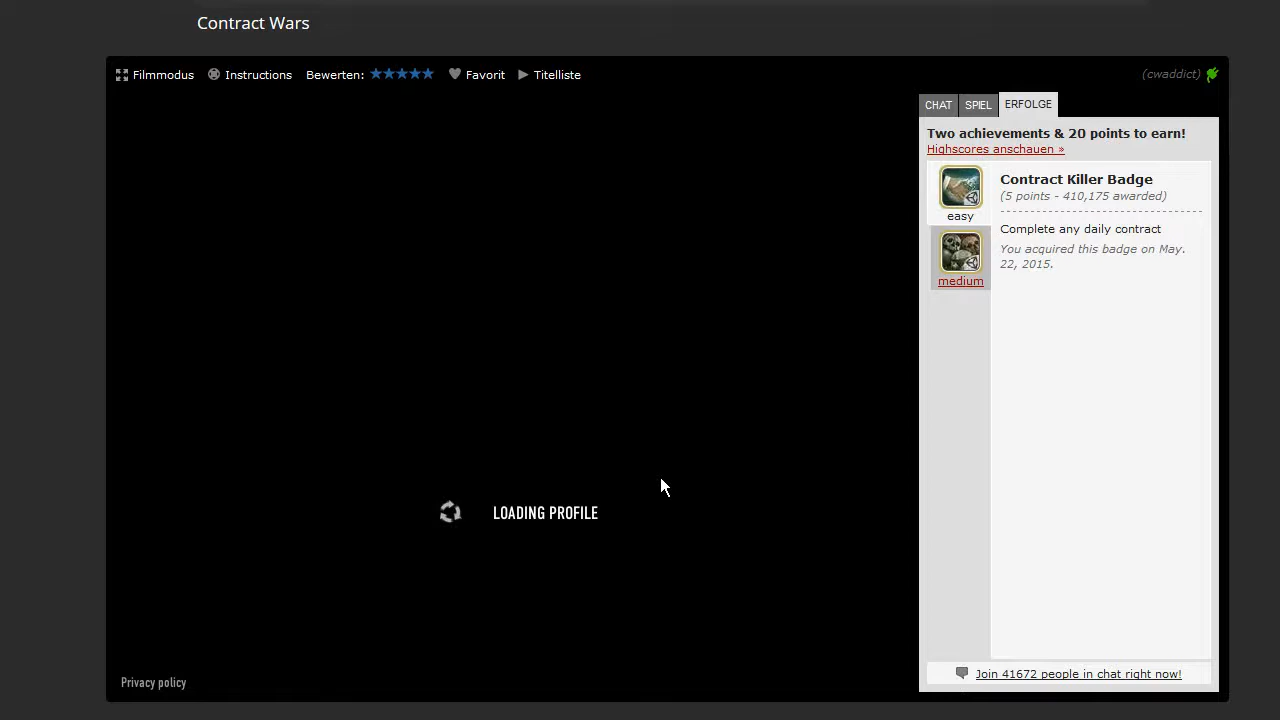 Contract Wars
Filmmodus Instructions Bewerten: Favorit Titelliste (cwaddict)
CHAT SPIEL ERFOLGE
Two achievements & 20 points to earn!
Highscores anschauen »
easy
medium
Contract Killer Badge
(5 points - 410,175 awarded)
Complete any daily contract
You acquired this badge on May.
22, 2015.
LOADING PROFILE
Privacy policy
Join 41672 people in chat right now!